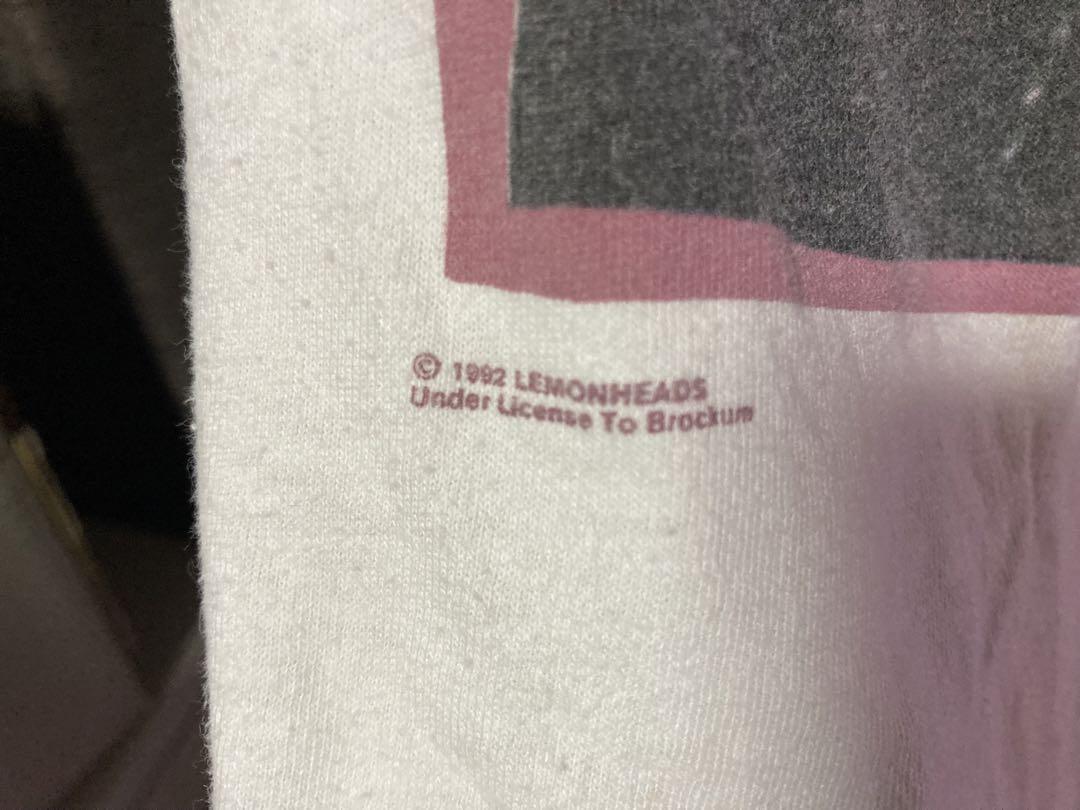 © 1992 LEMONHEADS
Under License To Brockum